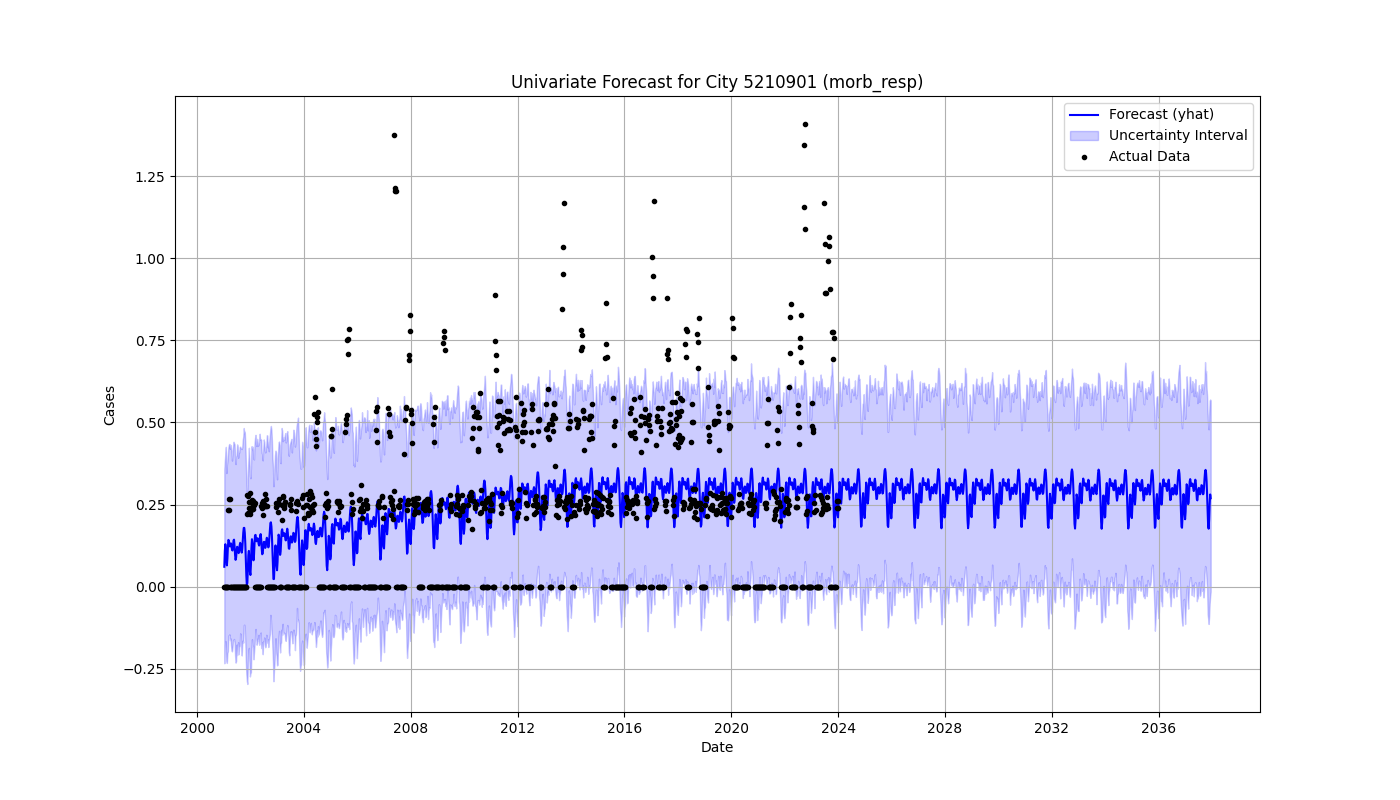 Univariate Forecast for City 5210901 (morb_resp)
Forecast (yhat)
Uncertainty Interval
Actual Data
Cases
1.25
1.00
0.75
0.50
0.25
0.00
−0.25
2000
2004
2008
2012
2016
2020
2024
2028
2032
2036
Date